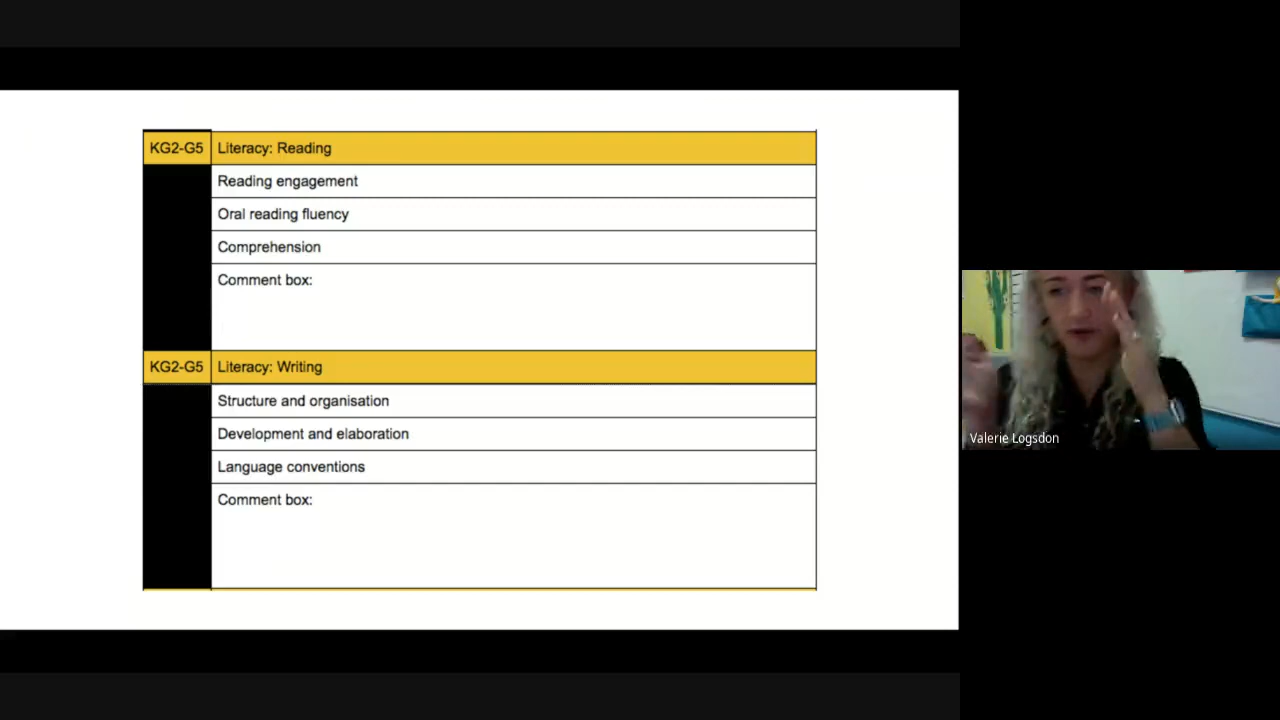 KG2-G5 Literacy: Reading
Reading engagement
Oral reading fluency
Comprehension
Comment box:
KG2-G5 Literacy: Writing
Structure and organisation
Development and elaboration
Language conventions
Comment box:
Valerie Logsdon